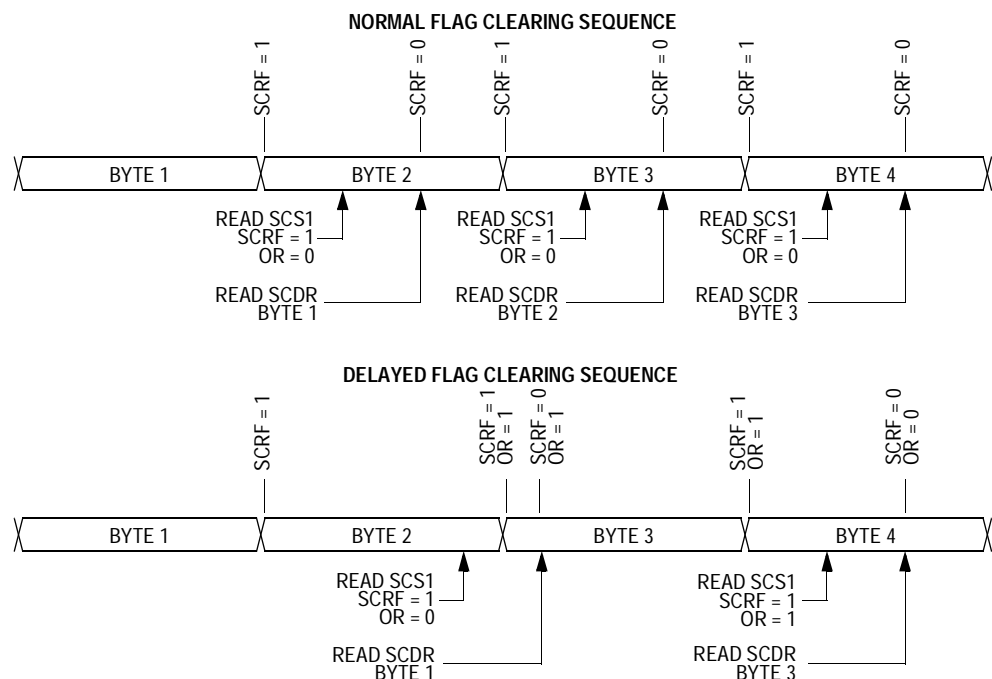 NORMAL FLAG CLEARING SEQUENCE
SCRF = 1
SCRF = 0
SCRF = 1
SCRF = 0
SCRF = 1
SCRF = 0
BYTE 1
BYTE 2
BYTE 3
BYTE 4
READ SCS1
SCRF = 1
OR = 0
READ SCS1
SCRF = 1
OR = 0
READ SCS1
SCRF = 1
OR = 0
READ SCDR
BYTE 1
READ SCDR
BYTE 2
READ SCDR
BYTE 3
DELAYED FLAG CLEARING SEQUENCE
SCRF = 1
SCRF = 1
OR = 1
SCRF = 0
OR = 1
SCRF = 1
OR = 1
SCRF = 0
OR = 0
BYTE 1
BYTE 2
BYTE 3
BYTE 4
READ SCS1
SCRF = 1
OR = 0
READ SCS1
SCRF = 1
OR = 1
READ SCDR
BYTE 1
READ SCDR
BYTE 3